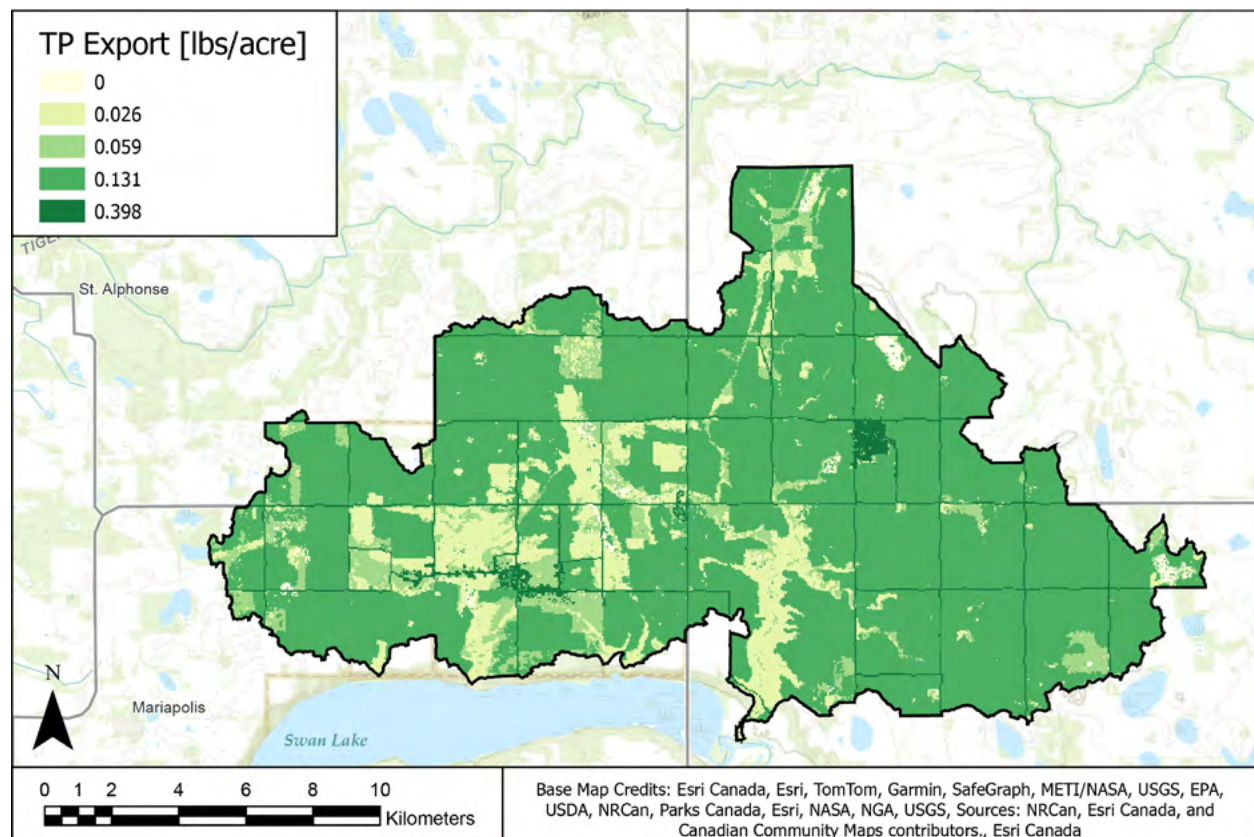 TP Export [lbs/acre]
0
0.026
0.059
0.131
0.398
St. Alphonse
Mariapolis
Swan Lake
N
0 1 2 4 6 8 10
Kilometers
Base Map Credits: Esri Canada, Esri, TomTom, Garmin, SafeGraph, METI/NASA, USGS, EPA,
USDA, NRCan, Parks Canada, Esri, NASA, NGA, USGS, Sources: NRCan, Esri Canada, and
Canadian Community Maps contributors., Esri Canada